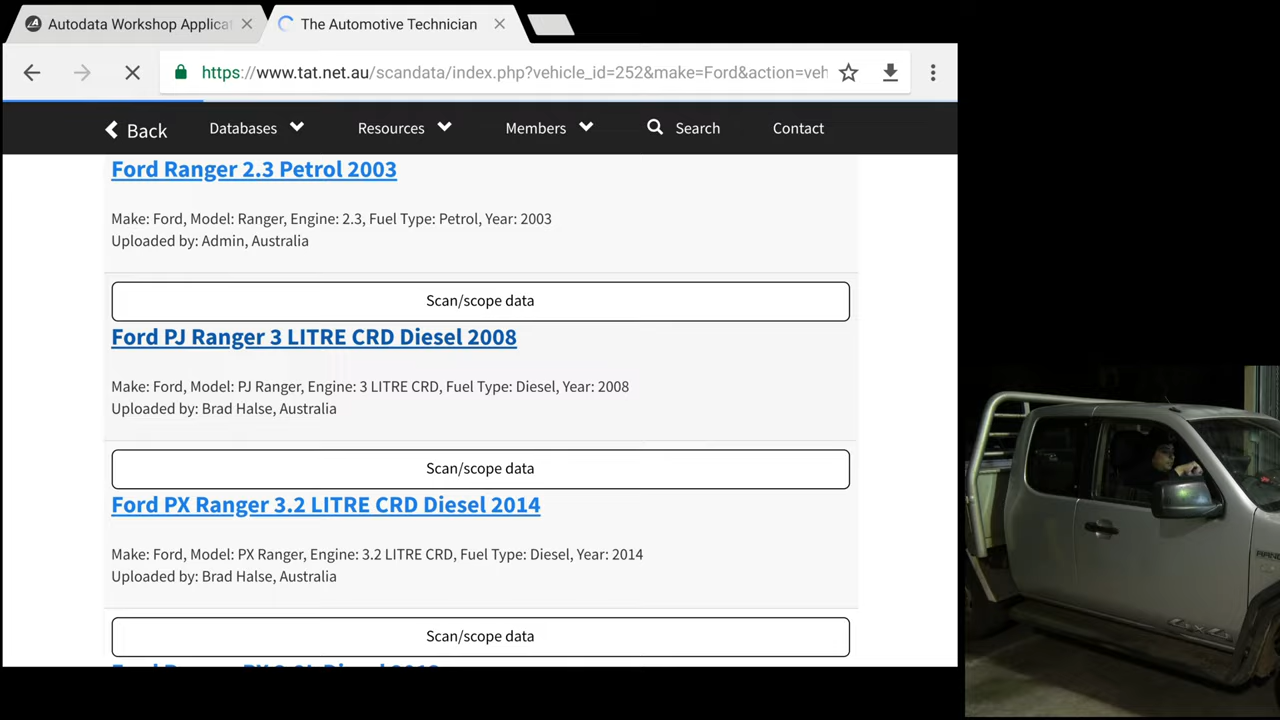 Autodata Workshop Applica
The Automotive Technician
https://www.tat.net.au/scandata/index.php?vehicle_id=252&make=Ford&action=veh
Back
Databases
Resources
Members
Search
Contact
Ford Ranger 2.3 Petrol 2003
Make: Ford, Model: Ranger, Engine: 2.3, Fuel Type: Petrol, Year: 2003
Uploaded by: Admin, Australia
Scan/scope data
Ford PJ Ranger 3 LITRE CRD Diesel 2008
Make: Ford, Model: PJ Ranger, Engine: 3 LITRE CRD, Fuel Type: Diesel, Year: 2008
Uploaded by: Brad Halse, Australia
Scan/scope data
Ford PX Ranger 3.2 LITRE CRD Diesel 2014
Make: Ford, Model: PX Ranger, Engine: 3.2 LITRE CRD, Fuel Type: Diesel, Year: 2014
Uploaded by: Brad Halse, Australia
Scan/scope data